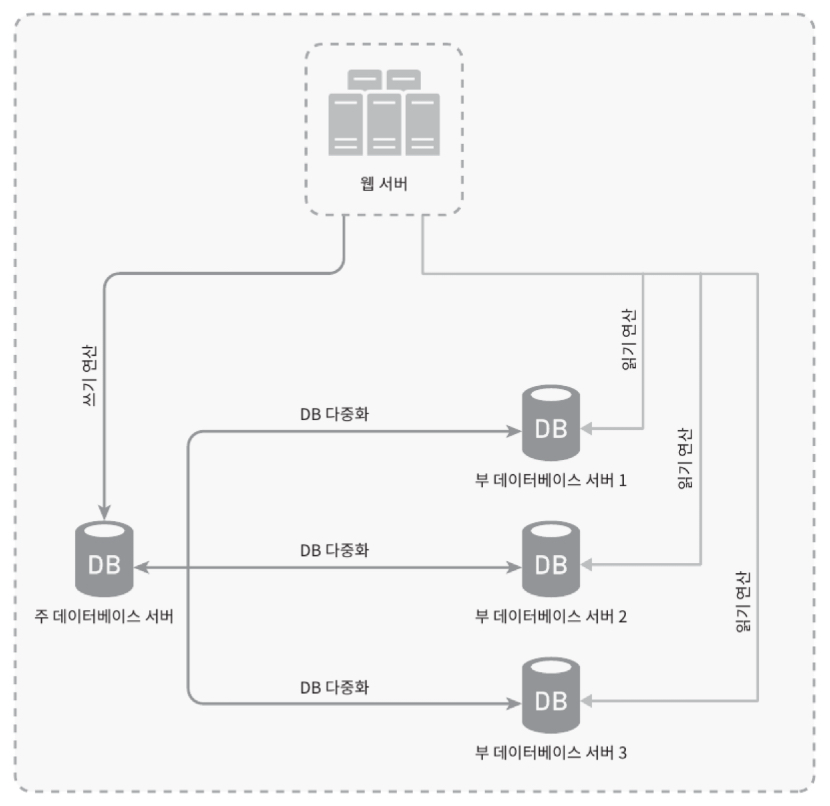 웹 서버
쓰기 연산
읽기 연산
DB 다중화
DB
부 데이터베이스 서버 1
읽기 연산
DB
주 데이터베이스 서버
DB 다중화
DB
부 데이터베이스 서버 2
읽기 연산
DB 다중화
DB
부 데이터베이스 서버 3